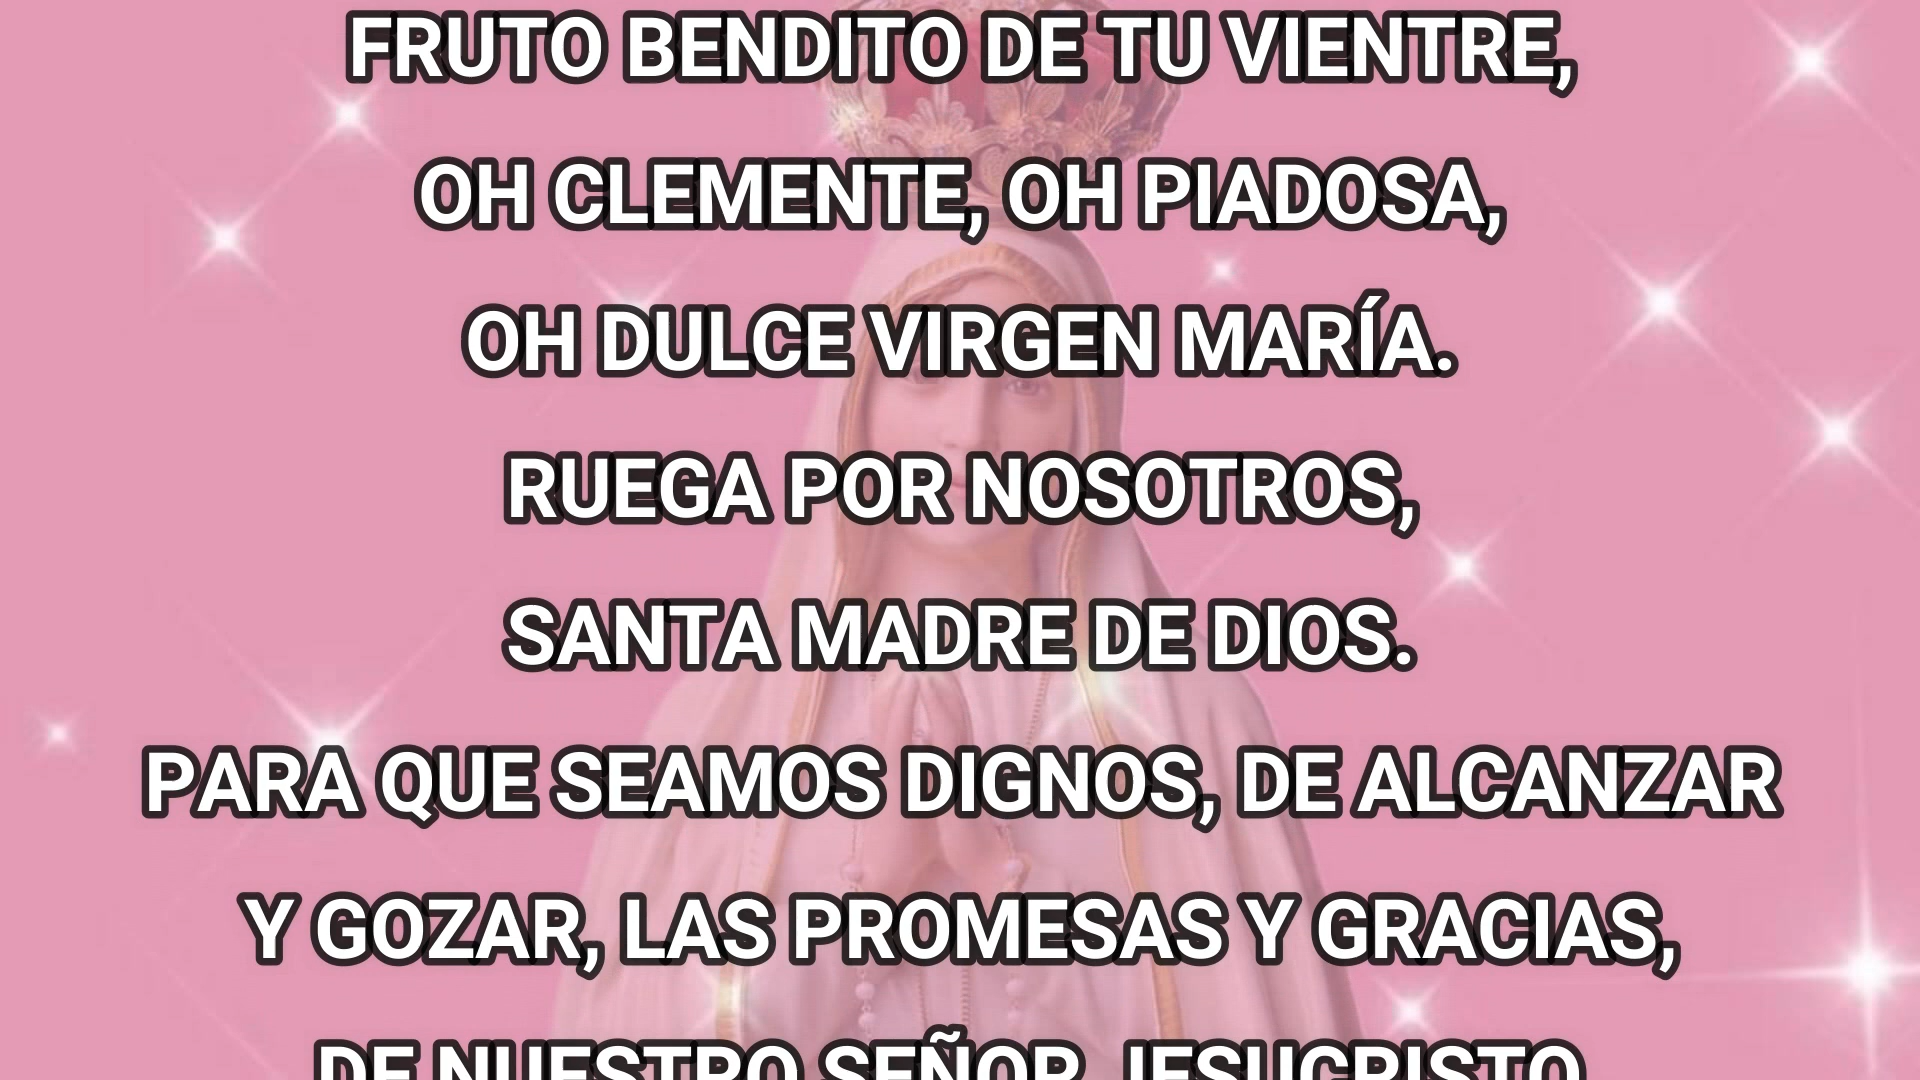 FRUTO BENDITO DE TU VIENTRE,
OH CLEMENTE, OH PIADOSA,
OH DULCE VIRGEN MARÍA.
RUEGA POR NOSOTROS,
SANTA MADRE DE DIOS.
PARA QUE SEAMOS DIGNOS, DE ALCANZAR
Y GOZAR, LAS PROMESAS Y GRACIAS,
DE NUESTRO SEÑOR JESUCRISTO